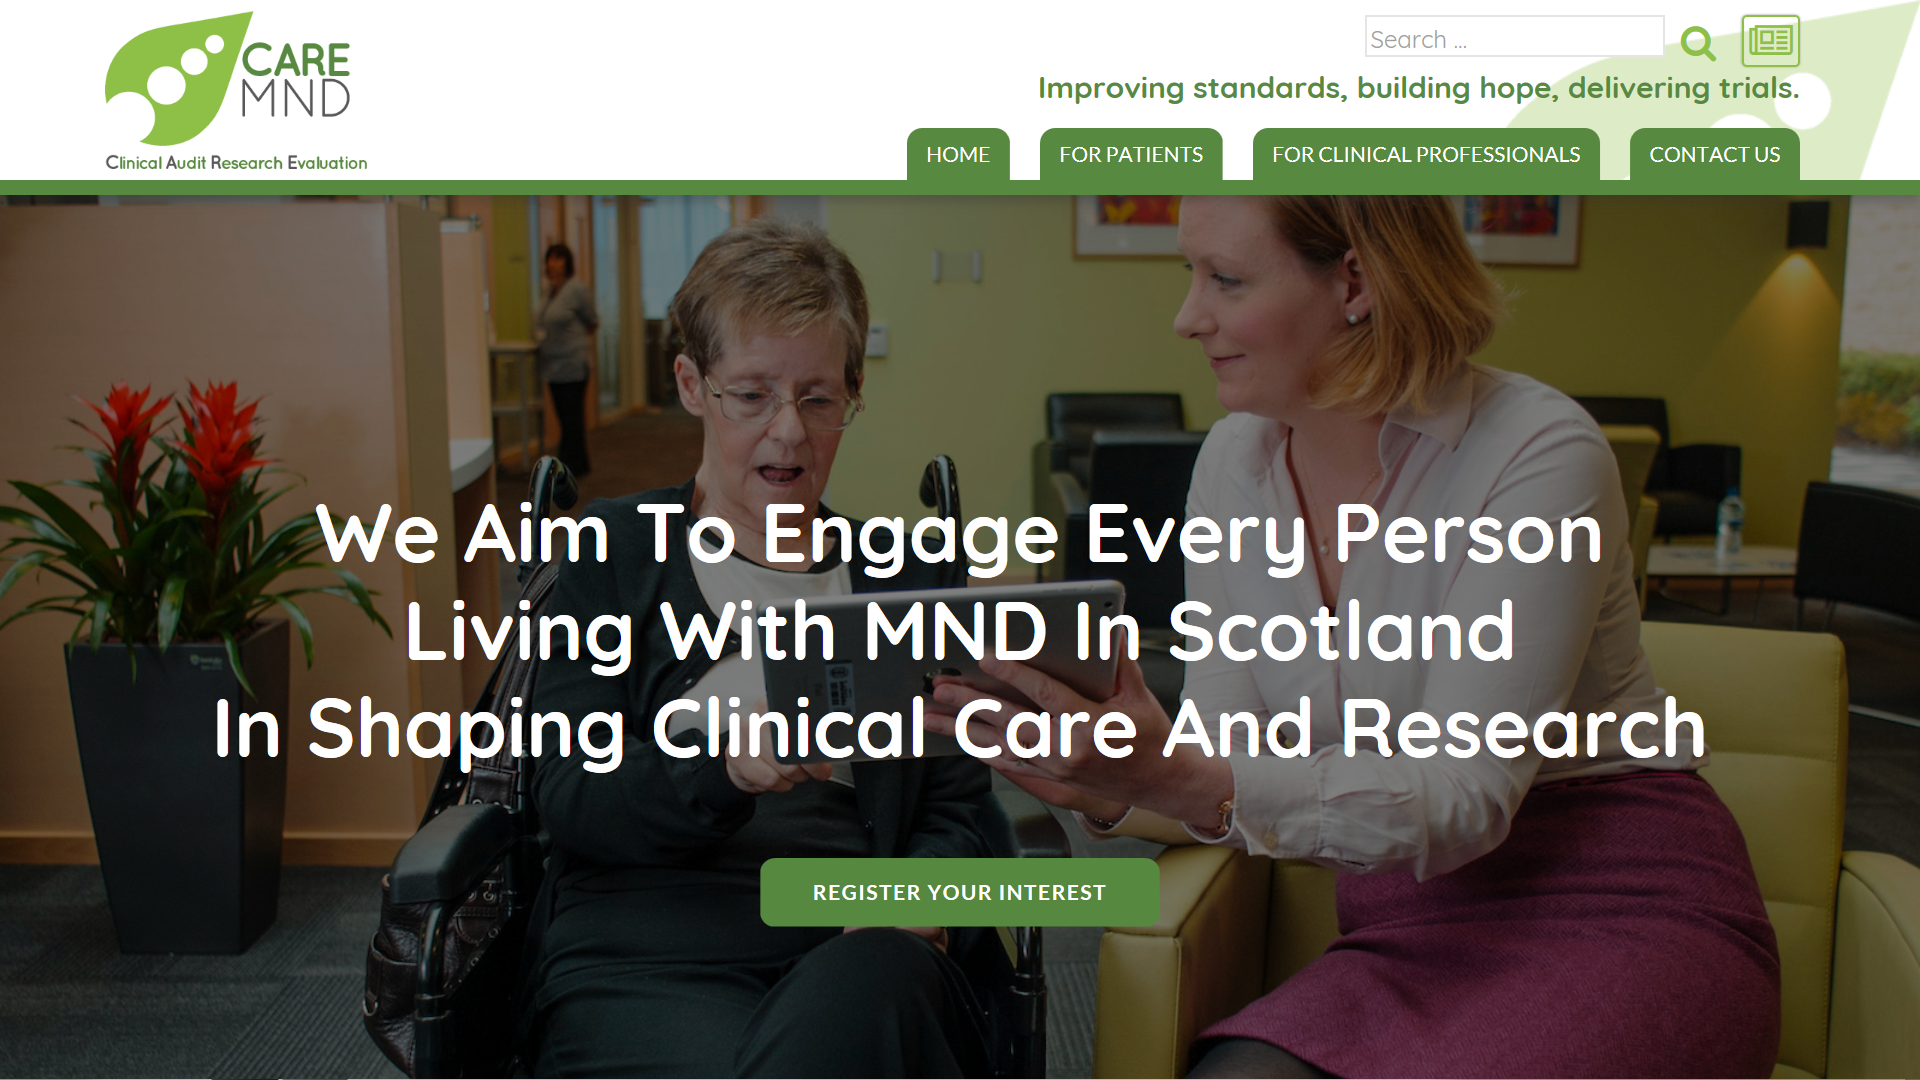 CARE
MND
Clinical Audit Research Evaluation
Search ...
Improving standards, building hope, delivering trials.
HOME
FOR PATIENTS
FOR CLINICAL PROFESSIONALS
CONTACT US
We Aim To Engage Every Person
Living With MND In Scotland
In Shaping Clinical Care And Research
REGISTER YOUR INTEREST